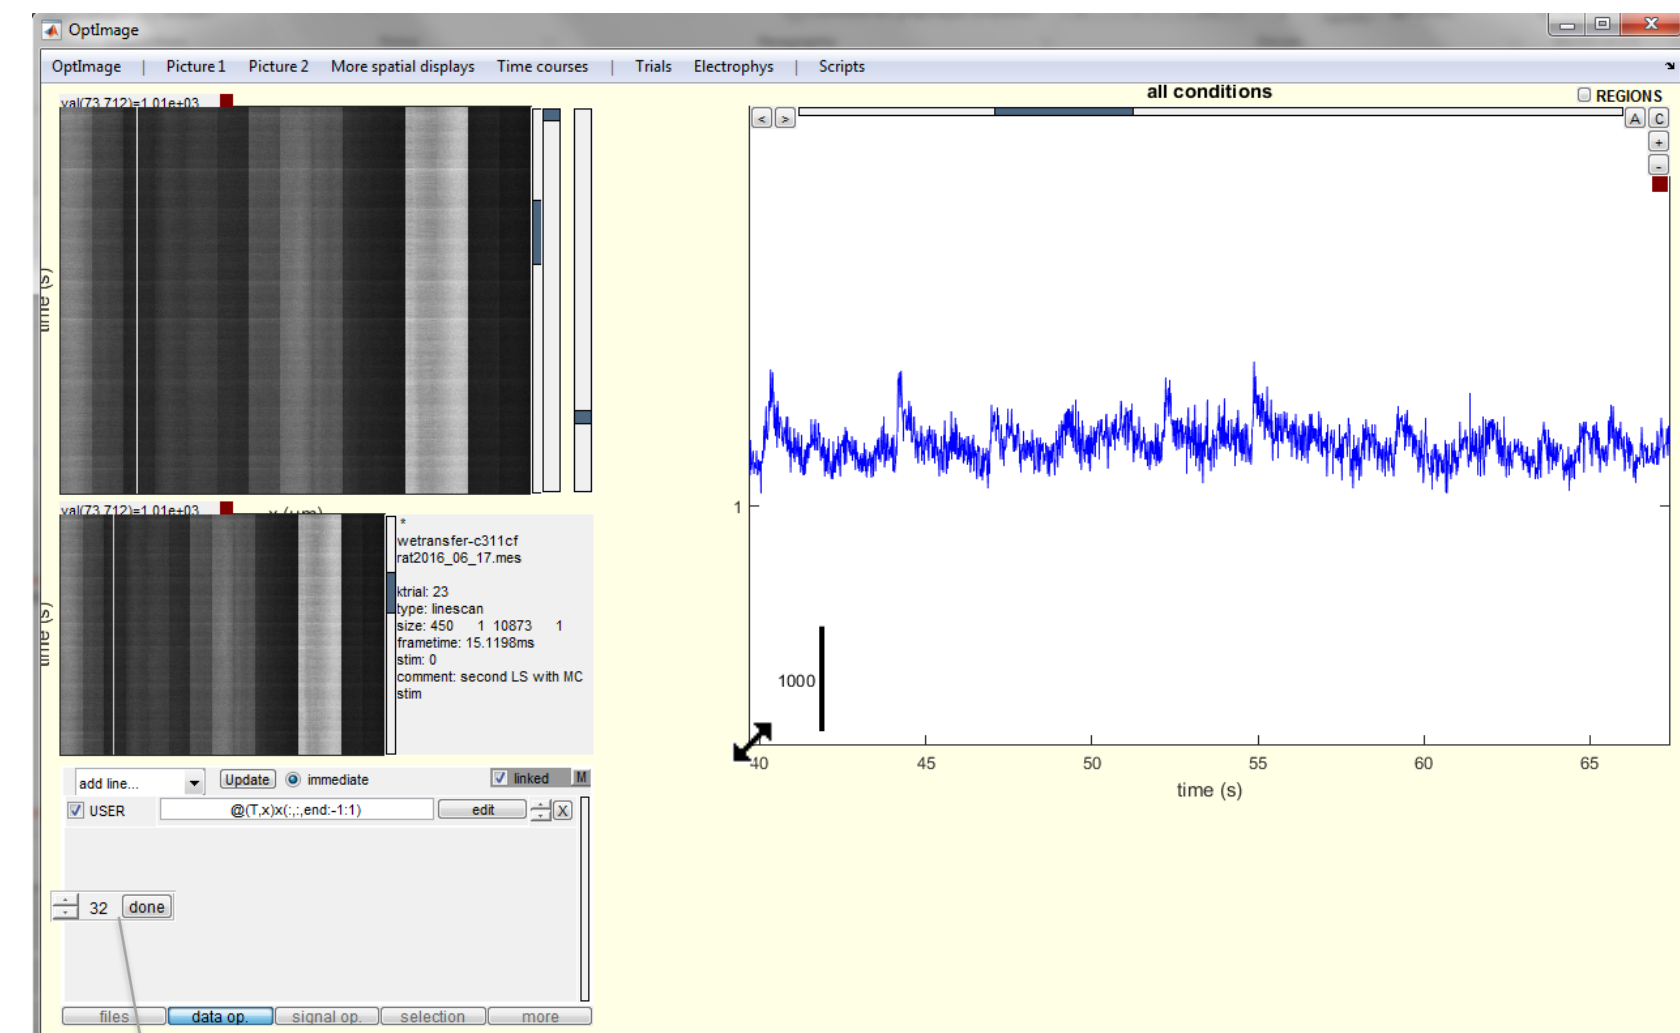 OptImage
OptImage | Picture 1 Picture 2 More spatial displays Time courses | Trials Electrophys | Scripts
val(73,712)=1.01e+03
time (s)
val(73,712)=1.01e+03
x (µm)
time (s)
*
wetransfer-c311cf
rat2016_06_17.mes
ktrial: 23
type: linescan
size: 450 1 10873 1
frametime: 15.1198ms
stim: 0
comment: second LS with MC
stim
add line...
Update
immediate
linked
M
USER
@(T,x)x(:,:,end:-1:1)
edit
X
32
done
files
data op.
signal op.
selection
more
all conditions
REGIONS
< >
A C
+
-
1
1000
40 45 50 55 60 65
time (s)